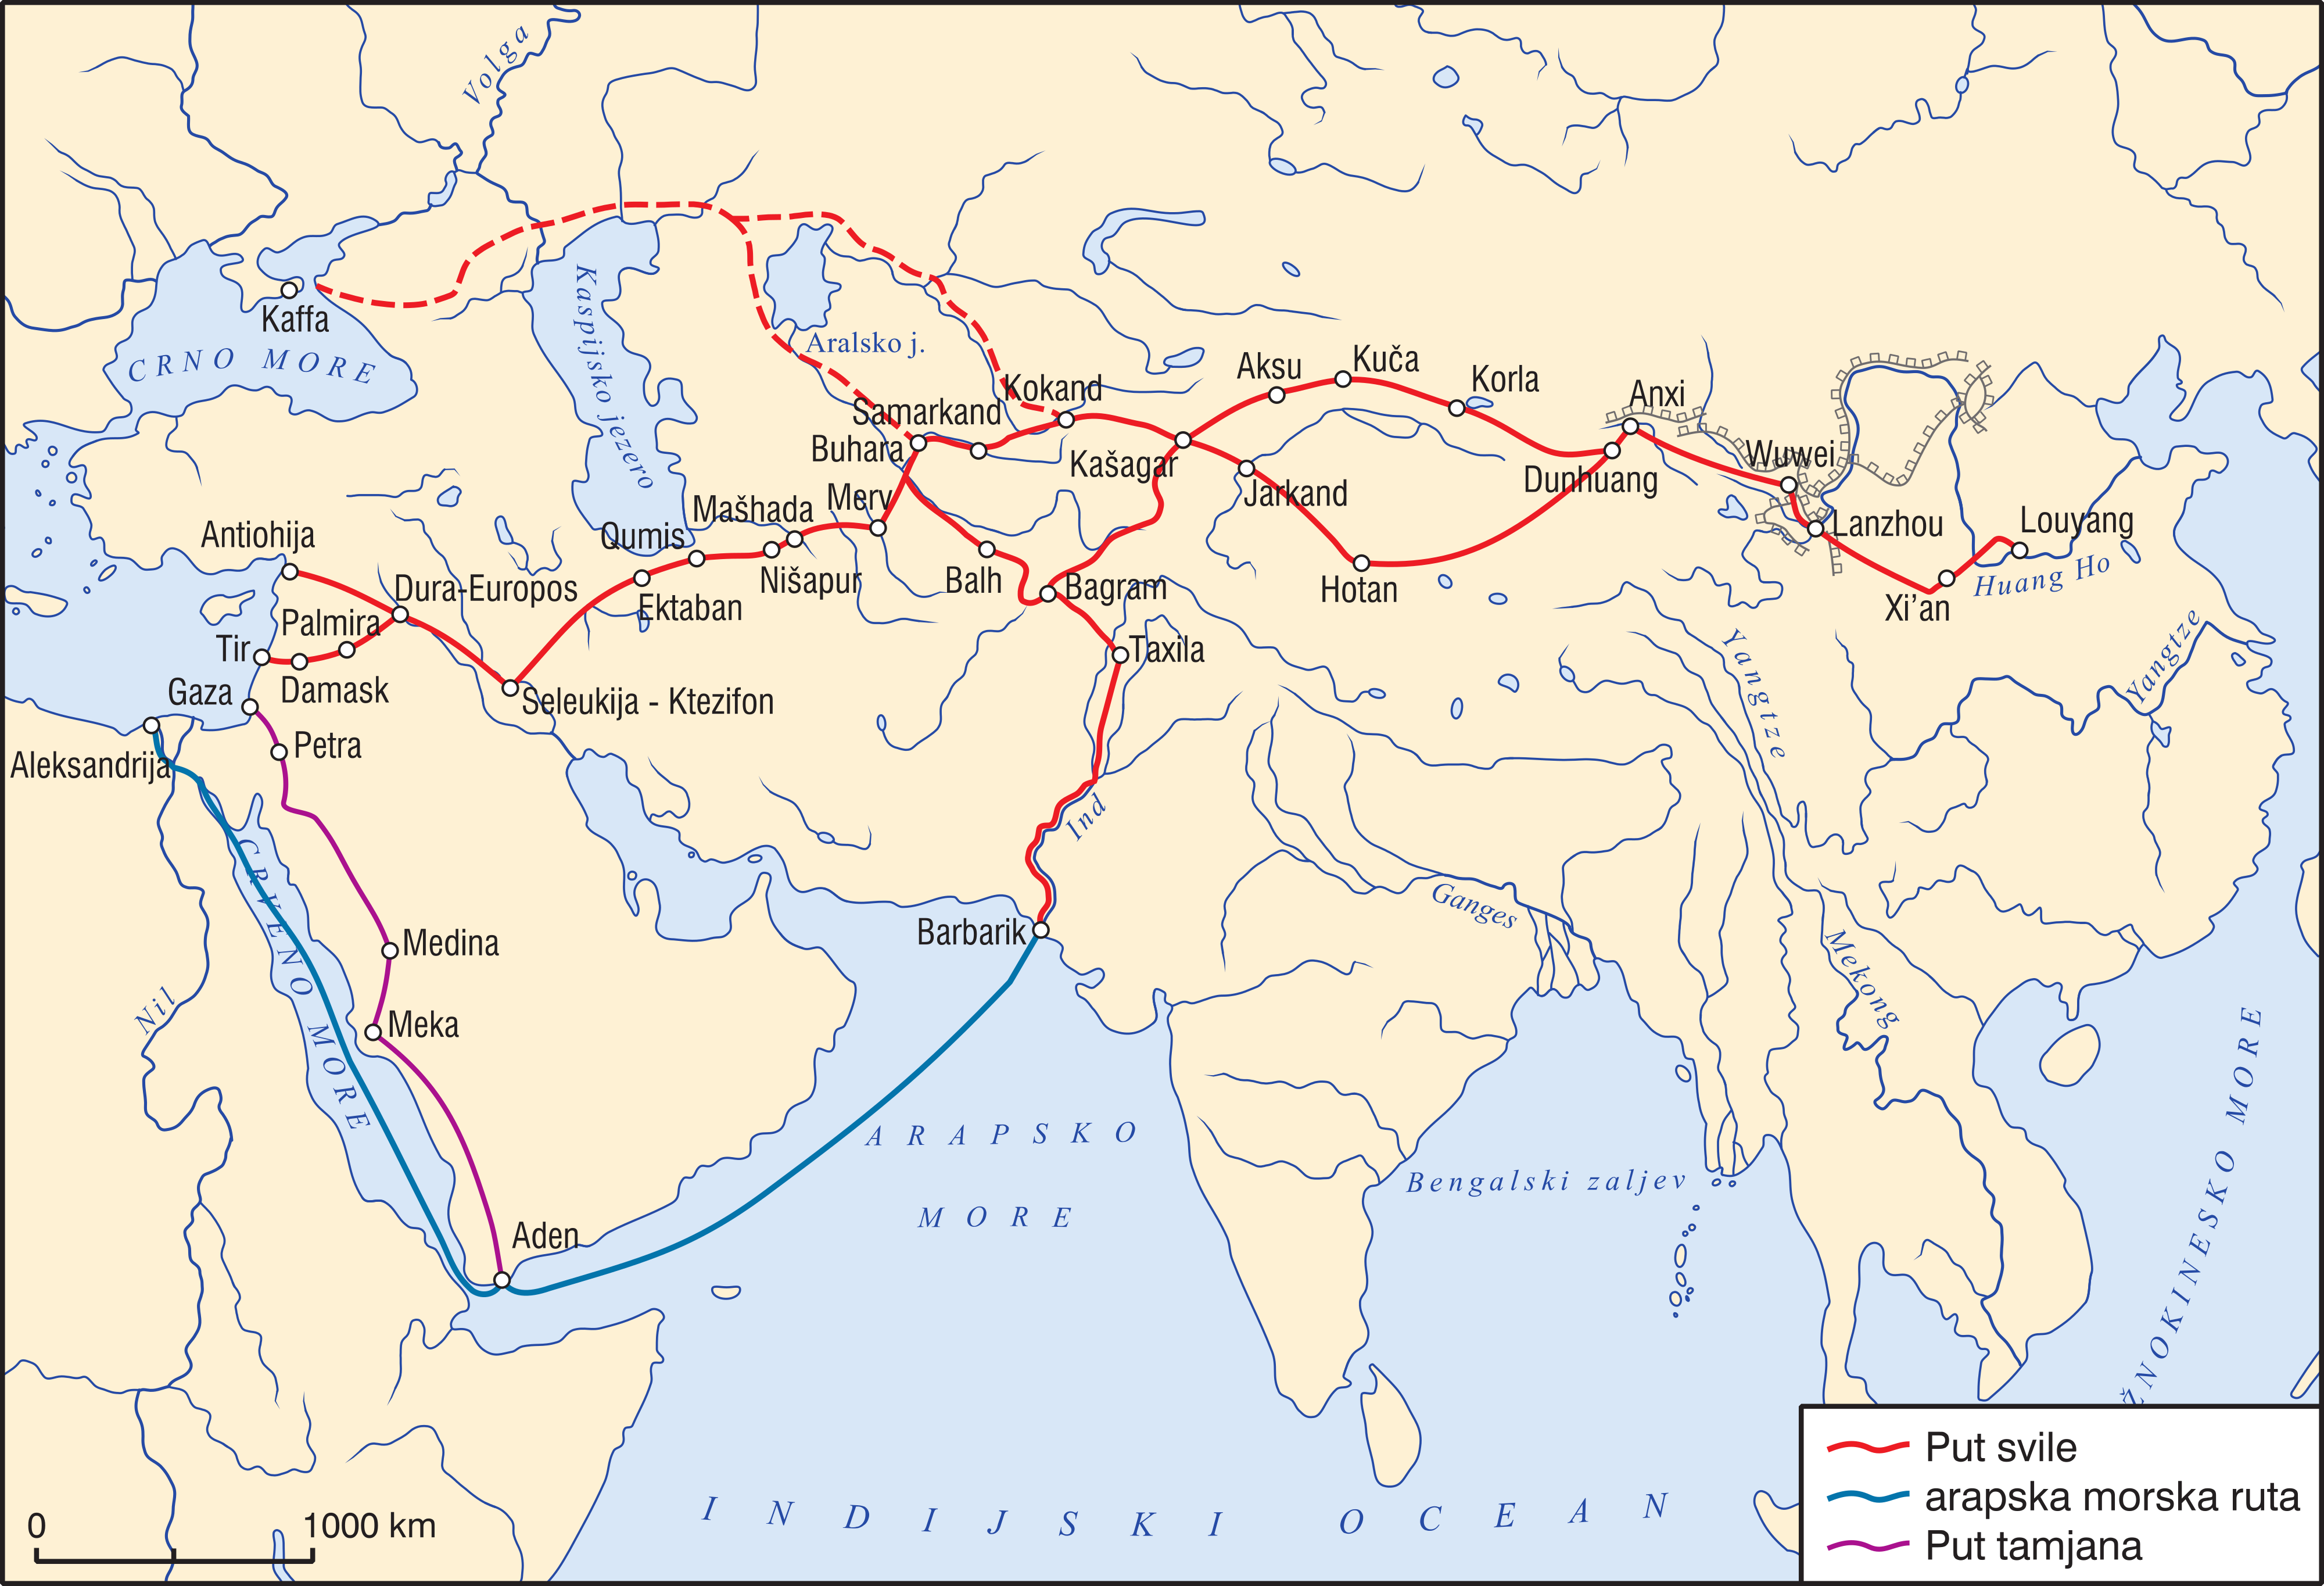 Volga
Kaffa
CRNO MORE
Kaspijsko jezero
Aralsko j.
Kokand
Samarkand
Buhara
Aksu
Kuča
Korla
Anxi
Kašagar
Jarkand
Dunhuang
Wuwei
Lanzhou
Louyang
Huang Ho
Xi’an
Merv
Mašhada
Qumis
Nišapur
Ektaban
Balh
Bagram
Hotan
Taxila
Antiohija
Dura-Europos
Palmira
Tir
Damask
Seleukija - Ktezifon
Gaza
Petra
Aleksandrija
Yangtze
Yangtze
Ind
CRVENO MORE
Nil
Medina
Meka
Barbarik
Ganges
Mekong
Aden
ARAPSKO
MORE
Bengalski zaljev
ŽNOKINESKO MORE
INDIJSKI OCEAN
0 1000 km
Put svile
arapska morska ruta
Put tamjana